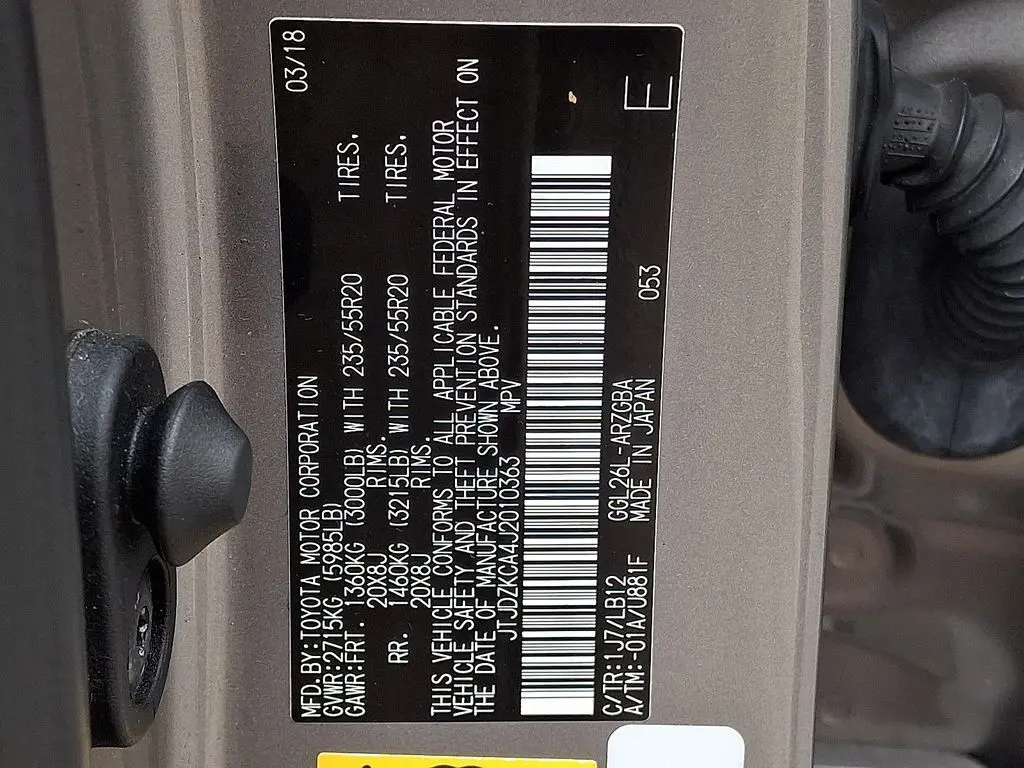 MFD.BY:TOYOTA MOTOR CORPORATION 03/18
GVWR:2715KG (5985LB)
GAWR:FRT. 1360KG (3000LB) WITH 235/55R20 TIRES.
20X8J RIMS.
RR. 1460KG (3215LB) WITH 235/55R20 TIRES.
20X8J RIMS.
THIS VEHICLE CONFORMS TO ALL APPLICABLE FEDERAL MOTOR
VEHICLE SAFETY AND THEFT PREVENTION STANDARDS IN EFFECT ON
THE DATE OF MANUFACTURE SHOWN ABOVE.
JTJDZKCA4J2010363 MPV
C/TR:1J7/LB12 GGL26L-ARZGBA
A/TM:-01A/U881F MADE IN JAPAN 053
E